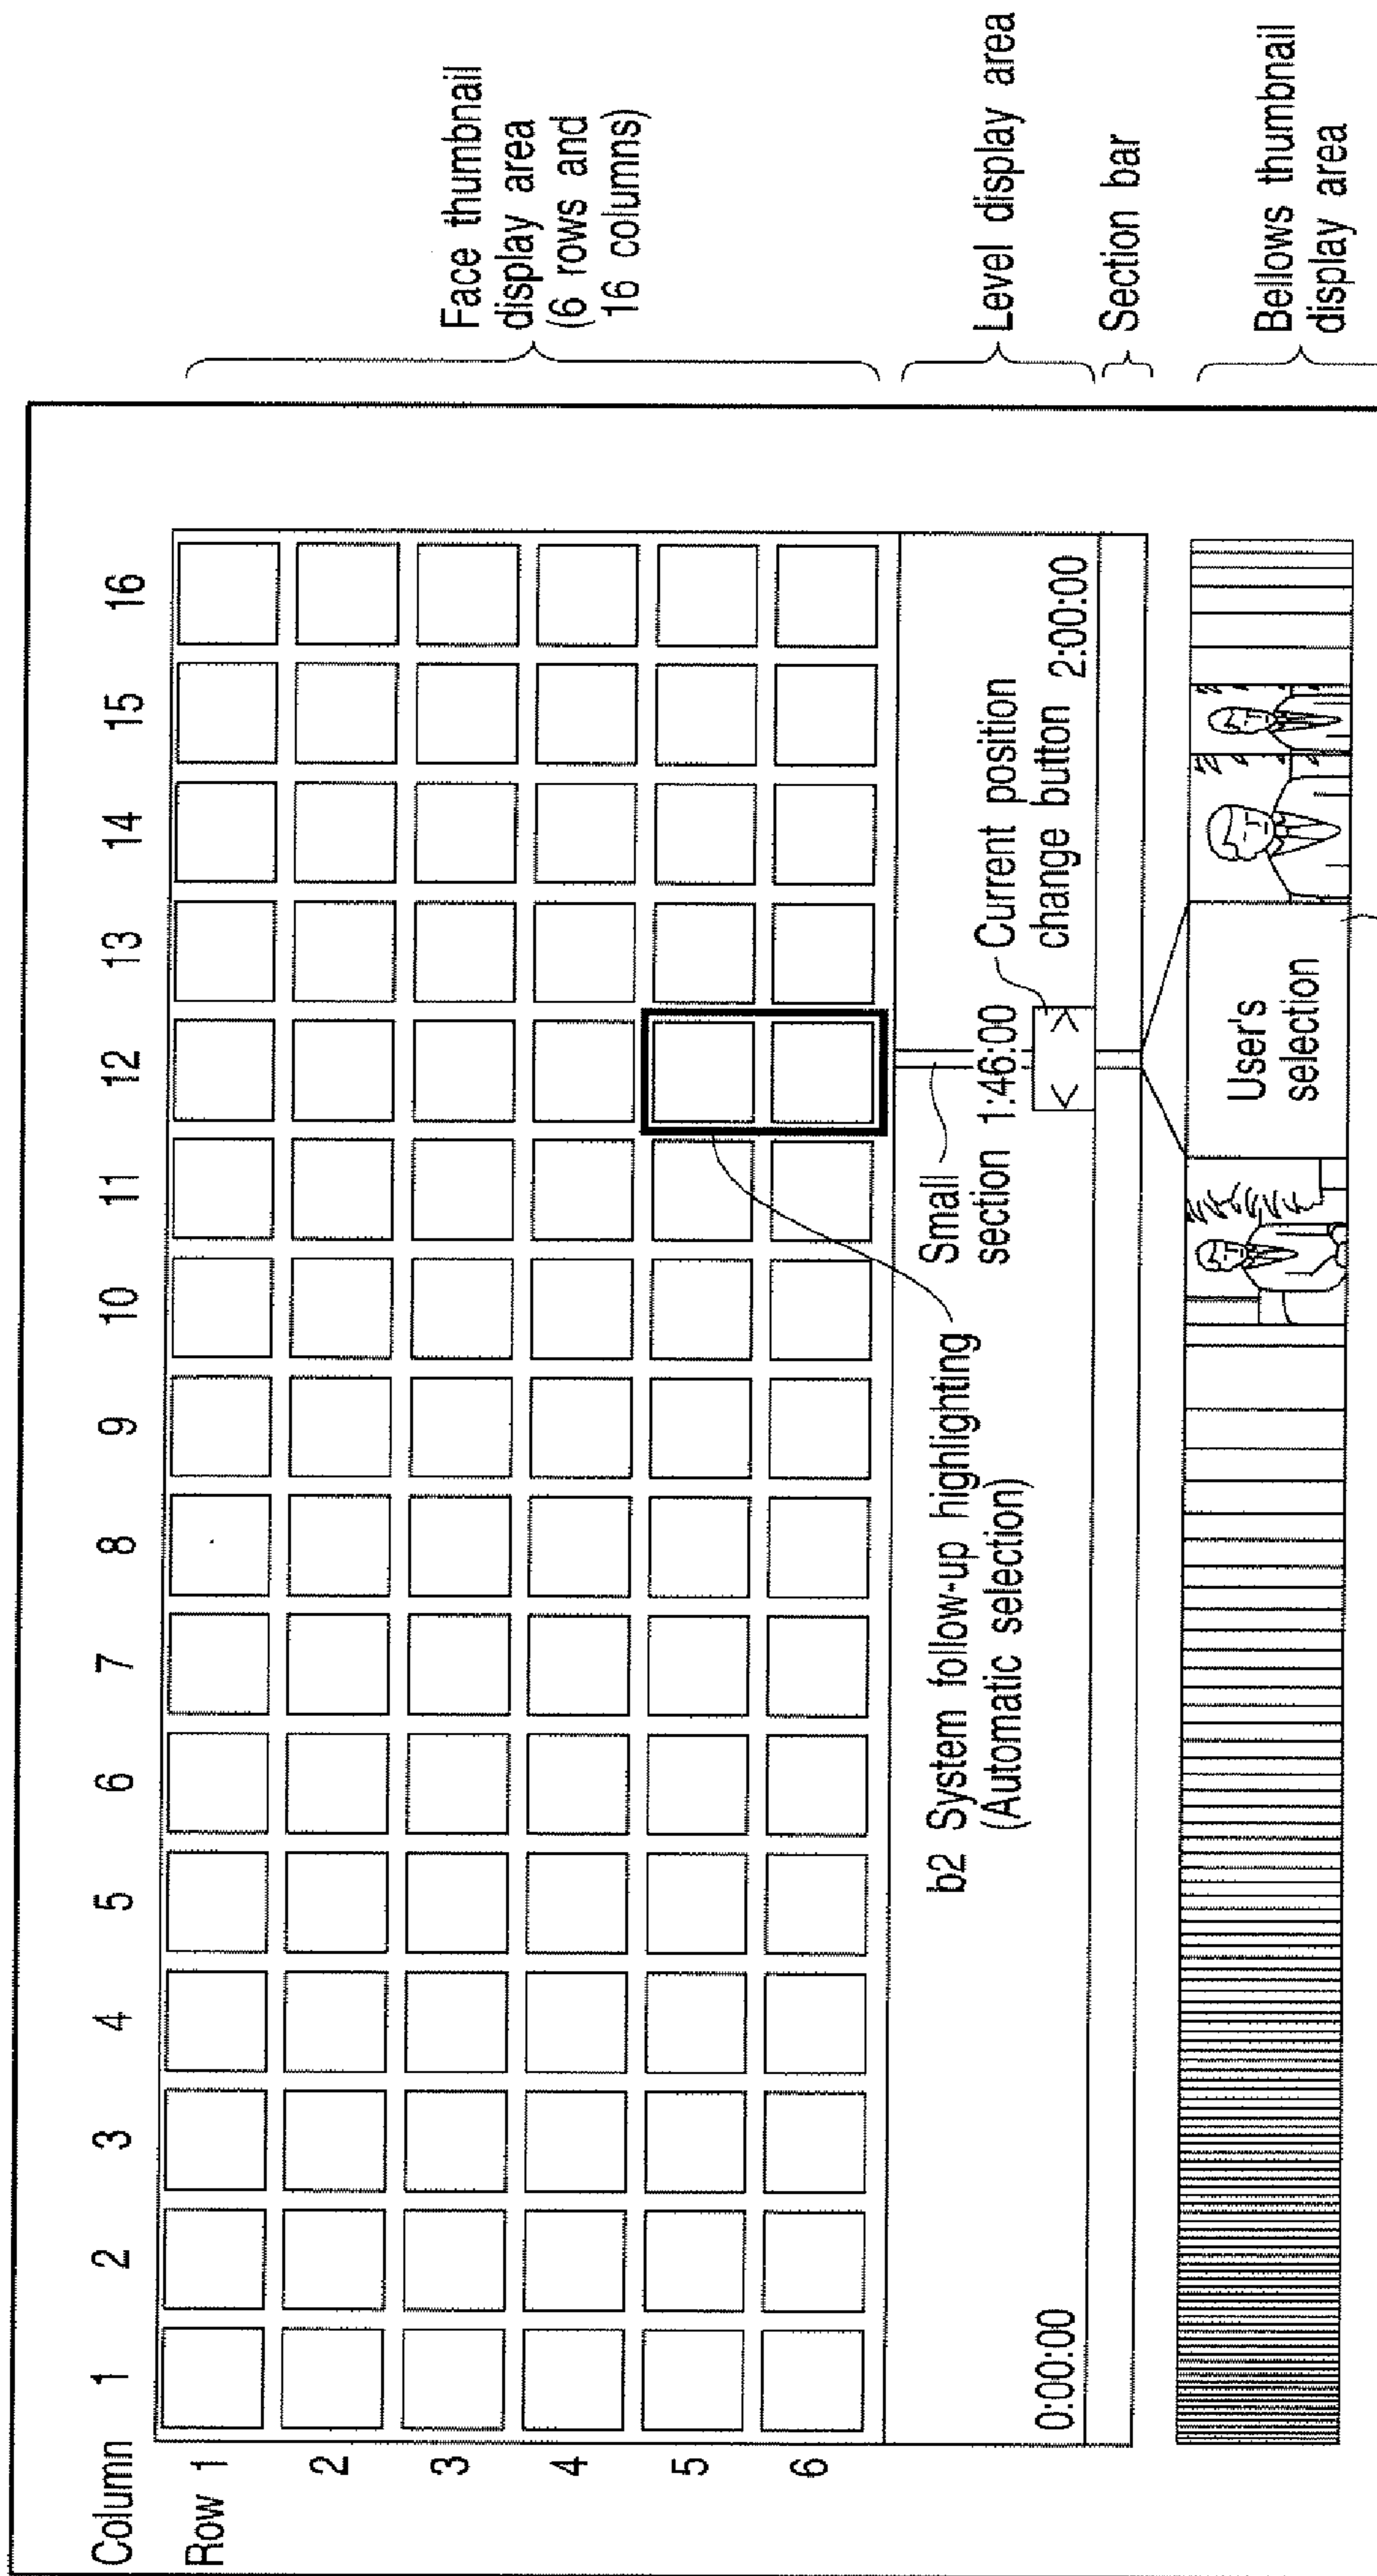 Column 1 2 3 4 5 6 7 8 9 10 11 12 13 14 15 16
Row 1
2
3
4
5
6
Face thumbnail
display area
(6 rows and
16 columns)
b2 System follow-up highlighting
(Automatic selection)
Small
section 1:46:00
Current position
change button
0:00:00
2:00:00
< >
Level display area
Section bar
User's
selection
Bellows thumbnail
display area